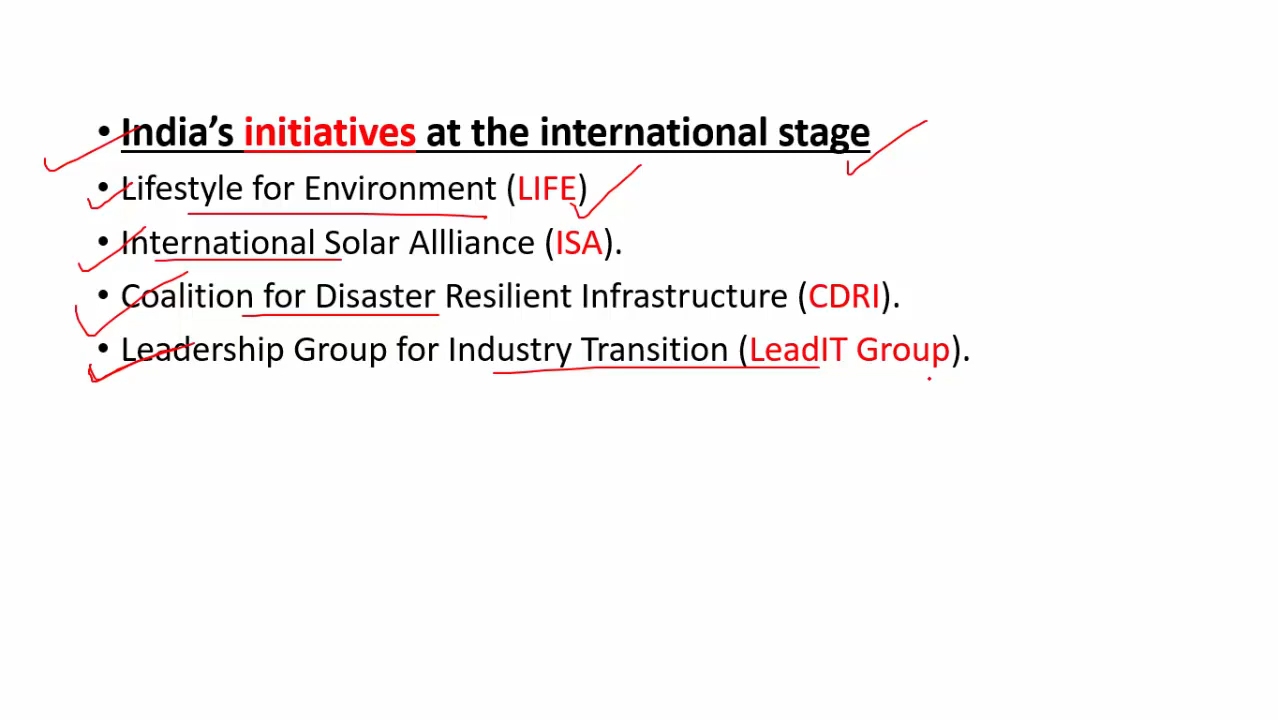 • India’s initiatives at the international stage
• Lifestyle for Environment (LIFE)
• International Solar Allliance (ISA).
• Coalition for Disaster Resilient Infrastructure (CDRI).
• Leadership Group for Industry Transition (LeadIT Group).